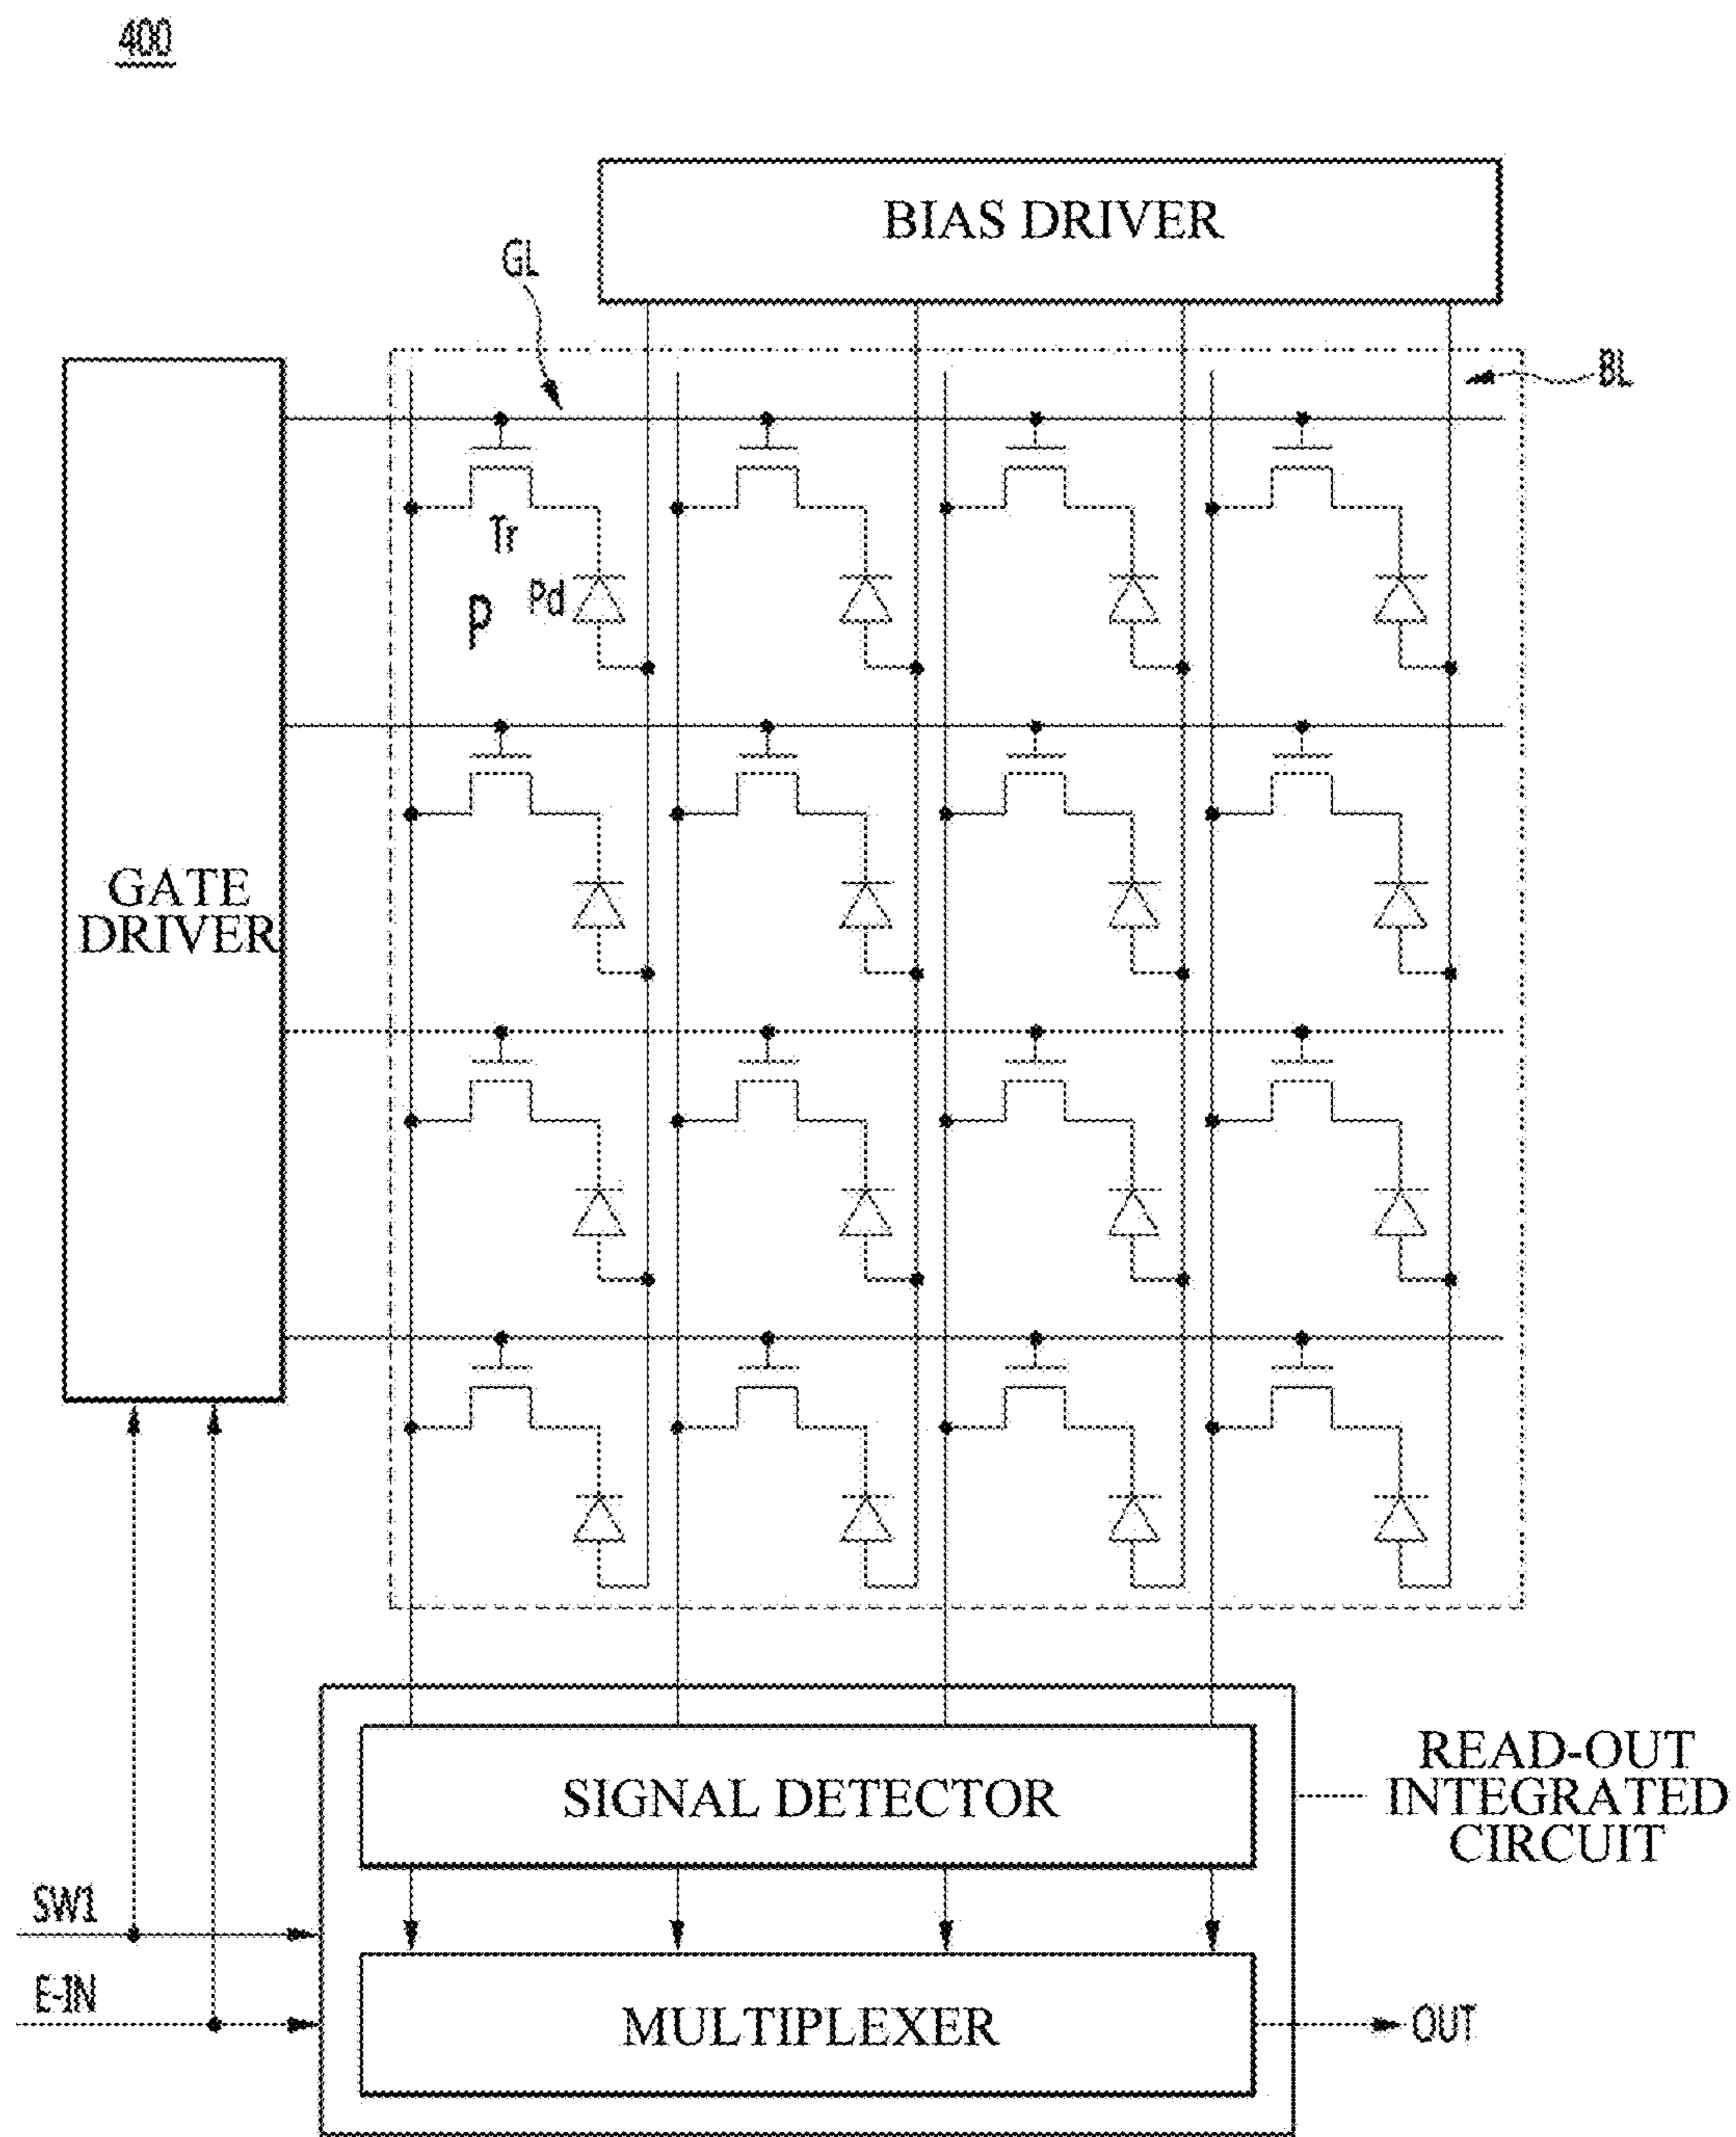 400
BIAS DRIVER
GL
BL
Tr
Pd
P
GATE
DRIVER
SIGNAL DETECTOR
READ-OUT
INTEGRATED
CIRCUIT
SW1
E-IN
MULTIPLEXER
OUT